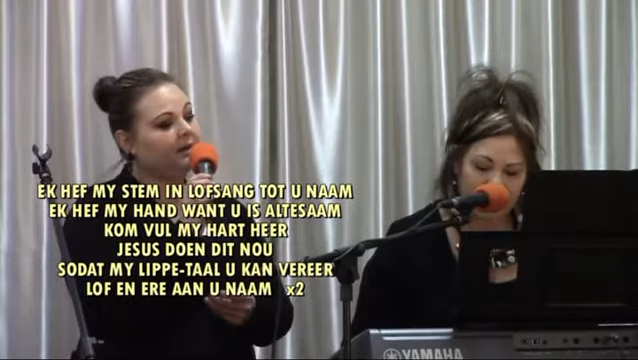 EK HEF MY STEM IN LOFSANG TOT U NAAM
EK HEF MY HAND WANT U IS ALTESAAM
KOM VUL MY HART HEER
JESUS DOEN DIT NOU
SODAT MY LIPPE-TAAL U KAN VEREER
LOF EN ERE AAN U NAAM x2
YAMAHA